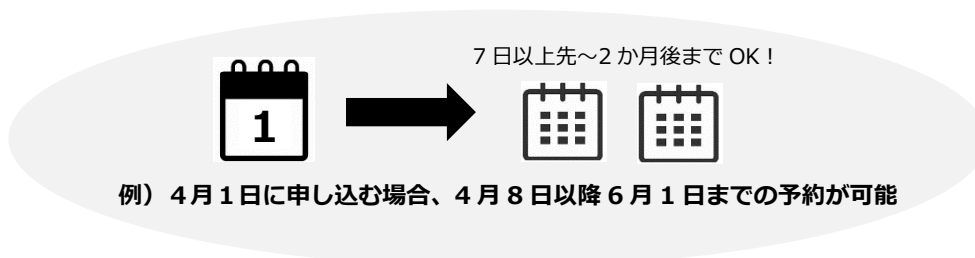 7日以上先～2か月後まで OK！
1
例）４月１日に申し込む場合、４月８日以降６月１日までの予約が可能